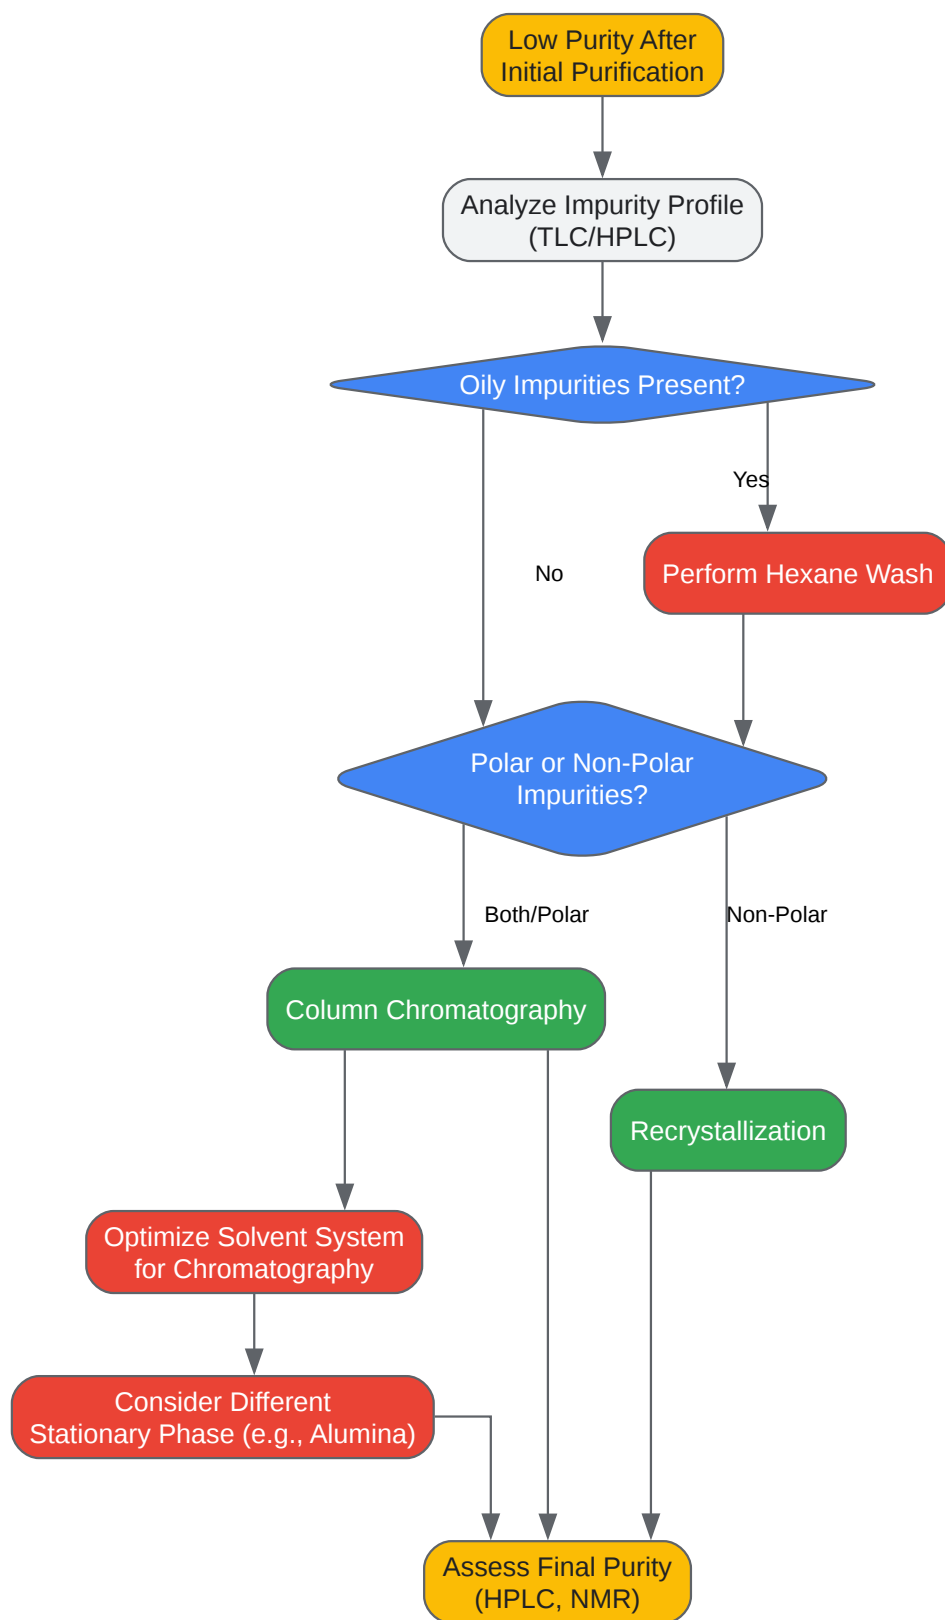 Low Purity After
Initial Purification
Analyze Impurity Profile
(TLC/HPLC)
Oily Impurities Present?
Yes
No
Perform Hexane Wash
Polar or Non-Polar
Impurities?
Both/Polar
Non-Polar
Column Chromatography
Recrystallization
Optimize Solvent System
for Chromatography
Consider Different
Stationary Phase (e.g., Alumina)
Assess Final Purity
(HPLC, NMR)